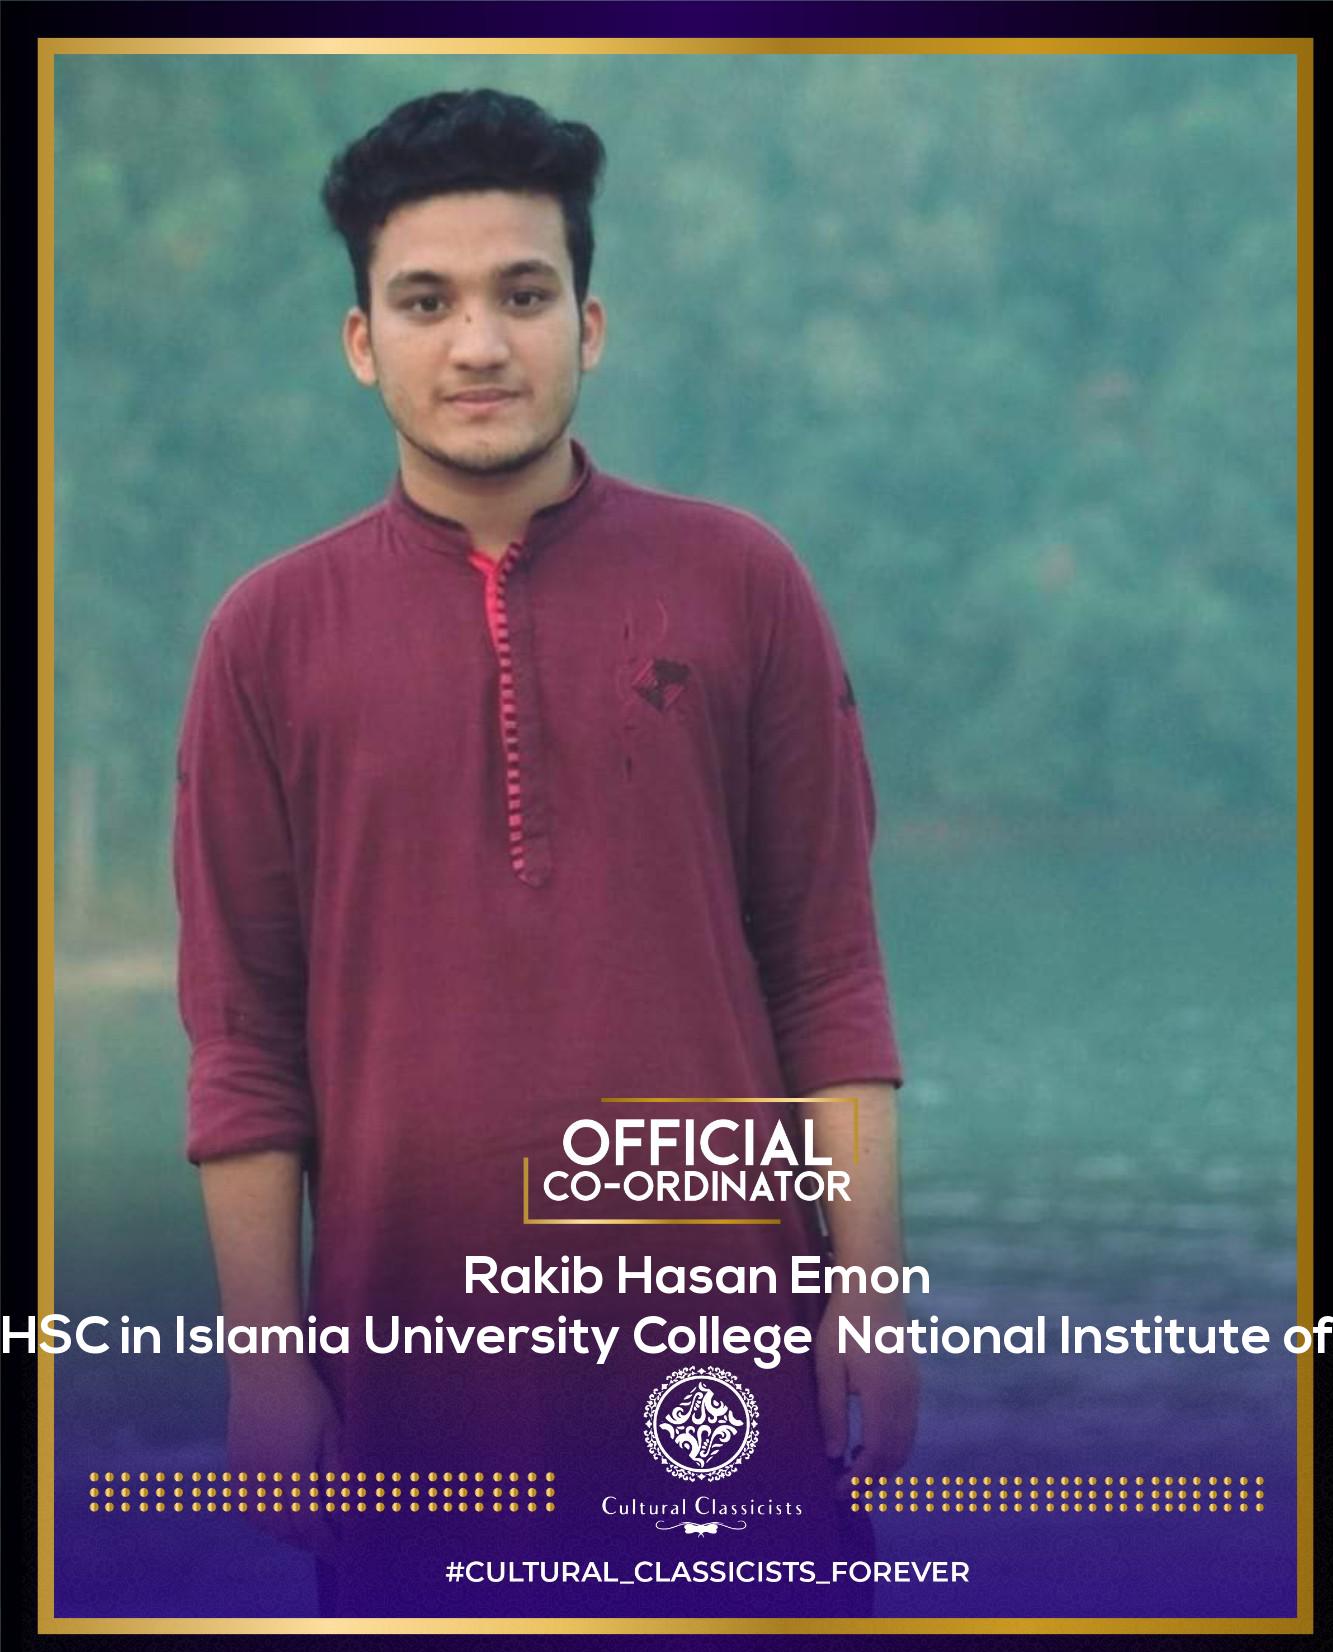 OFFICIAL
CO-ORDINATOR
Rakib Hasan Emon
HSC in Islamia University College National Institute of
Cultural Classicists
#CULTURAL_CLASSICISTS_FOREVER